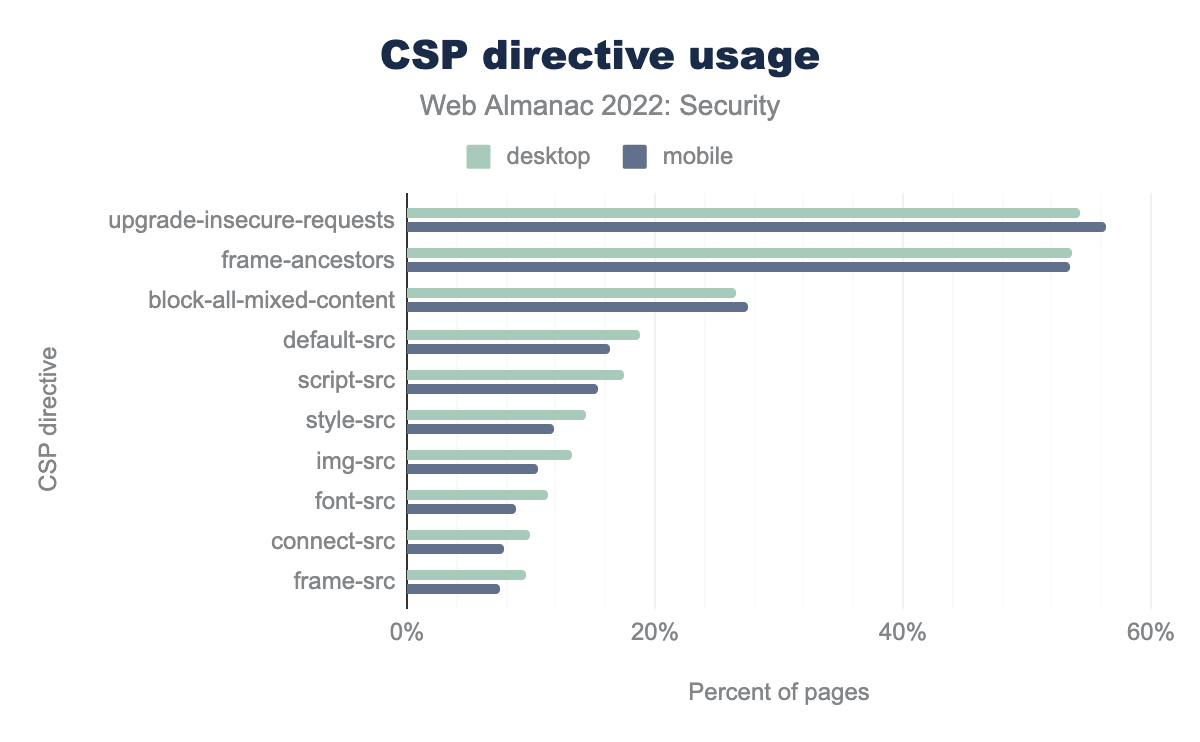 CSP directive usage
Web Almanac 2022: Security
desktop mobile
upgrade-insecure-requests
frame-ancestors
block-all-mixed-content
default-src
script-src
style-src
img-src
font-src
connect-src
frame-src
CSP directive
0% 20% 40% 60%
Percent of pages